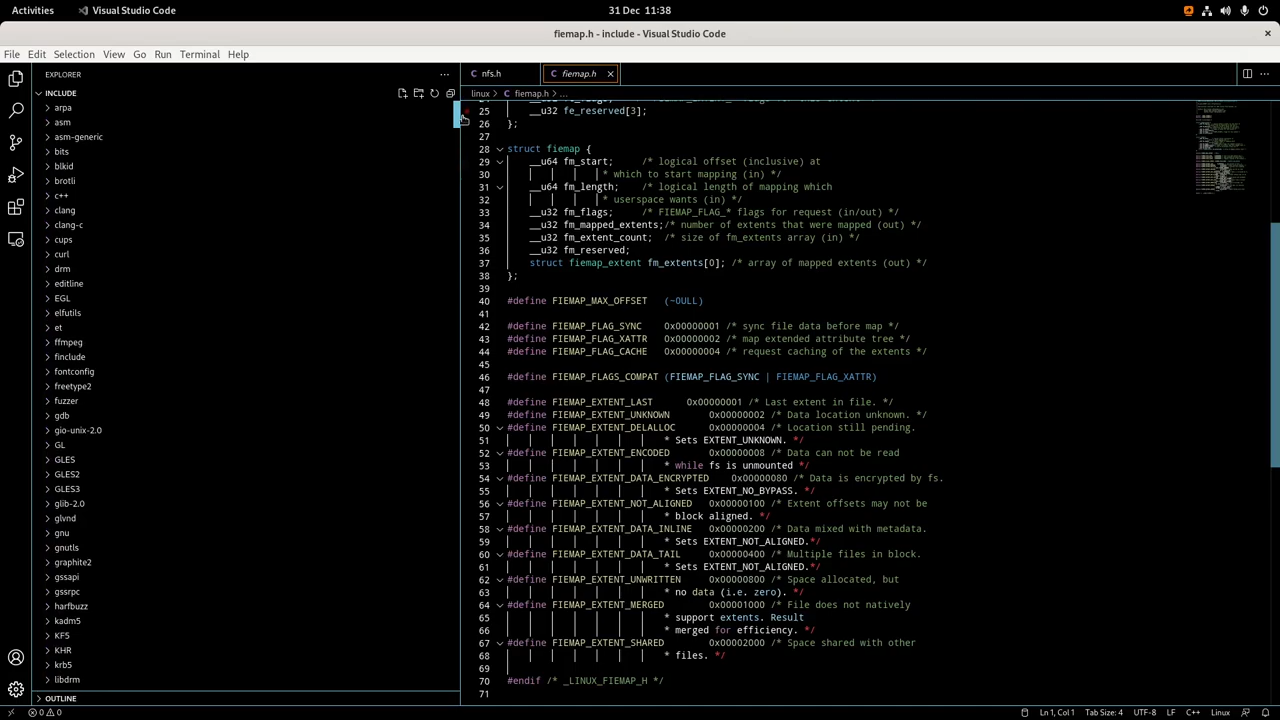 Activities
Visual Studio Code
31 Dec 11:38
fiemap.h - include - Visual Studio Code
File Edit Selection View Go Run Terminal Help
EXPLORER
INCLUDE
arpa
asm
asm-generic
bits
blkid
brotli
c++
clang
clang-c
cups
curl
drm
editline
EGL
elfutils
et
ffmpeg
finclude
fontconfig
freetype2
fuzzer
gdb
gio-unix-2.0
GL
GLES
GLES2
GLES3
glib-2.0
glvnd
gnu
gnutls
graphite2
gssapi
gssrpc
harfbuzz
kadm5
KF5
KHR
krb5
libdrm
OUTLINE
C nfs.h
C fiemap.h
linux > C fiemap.h > ...
25 __u32 fe_reserved[3];
26 };
27
28 struct fiemap {
29 __u64 fm_start; /* logical offset (inclusive) at
30 * which to start mapping (in) */
31 __u64 fm_length; /* logical length of mapping which
32 * userspace wants (in) */
33 __u32 fm_flags; /* FIEMAP_FLAG_* flags for request (in/out) */
34 __u32 fm_mapped_extents;/* number of extents that were mapped (out) */
35 __u32 fm_extent_count; /* size of fm_extents array (in) */
36 __u32 fm_reserved;
37 struct fiemap_extent fm_extents[0]; /* array of mapped extents (out) */
38 };
39
40 #define FIEMAP_MAX_OFFSET (~0ULL)
41
42 #define FIEMAP_FLAG_SYNC 0x00000001 /* sync file data before map */
43 #define FIEMAP_FLAG_XATTR 0x00000002 /* map extended attribute tree */
44 #define FIEMAP_FLAG_CACHE 0x00000004 /* request caching of the extents */
45
46 #define FIEMAP_FLAGS_COMPAT (FIEMAP_FLAG_SYNC | FIEMAP_FLAG_XATTR)
47
48 #define FIEMAP_EXTENT_LAST 0x00000001 /* Last extent in file. */
49 #define FIEMAP_EXTENT_UNKNOWN 0x00000002 /* Data location unknown. */
50 #define FIEMAP_EXTENT_DELALLOC 0x00000004 /* Location still pending.
51 * Sets EXTENT_UNKNOWN. */
52 #define FIEMAP_EXTENT_ENCODED 0x00000008 /* Data can not be read
53 * while fs is unmounted */
54 #define FIEMAP_EXTENT_DATA_ENCRYPTED 0x00000080 /* Data is encrypted by fs.
55 * Sets EXTENT_NO_BYPASS. */
56 #define FIEMAP_EXTENT_NOT_ALIGNED 0x00000100 /* Extent offsets may not be
57 * block aligned. */
58 #define FIEMAP_EXTENT_DATA_INLINE 0x00000200 /* Data mixed with metadata.
59 * Sets EXTENT_NOT_ALIGNED.*/
60 #define FIEMAP_EXTENT_DATA_TAIL 0x00000400 /* Multiple files in block.
61 * Sets EXTENT_NOT_ALIGNED.*/
62 #define FIEMAP_EXTENT_UNWRITTEN 0x00000800 /* Space allocated, but
63 * no data (i.e. zero). */
64 #define FIEMAP_EXTENT_MERGED 0x00001000 /* File does not natively
65 * support extents. Result
66 * merged for efficiency. */
67 #define FIEMAP_EXTENT_SHARED 0x00002000 /* Space shared with other
68 * files. */
69
70 #endif /* _LINUX_FIEMAP_H */
71
0 0 Ln 1, Col 1 Tab Size: 4 UTF-8 LF C++ Linux